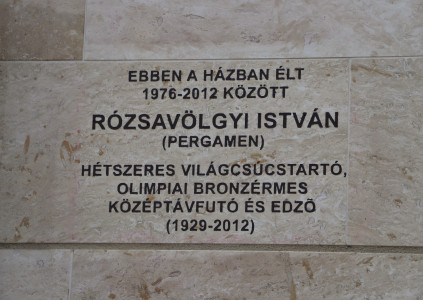 EBBEN A HÁZBAN ÉLT
1976-2012 KÖZÖTT
RÓZSAVÖLGYI ISTVÁN
(PERGAMEN)
HÉTSZERES VILÁGCSÚCSTARTÓ,
OLIMPIAI BRONZÉRMES
KÖZÉPTÁVFUTÓ ÉS EDZŐ
(1929-2012)